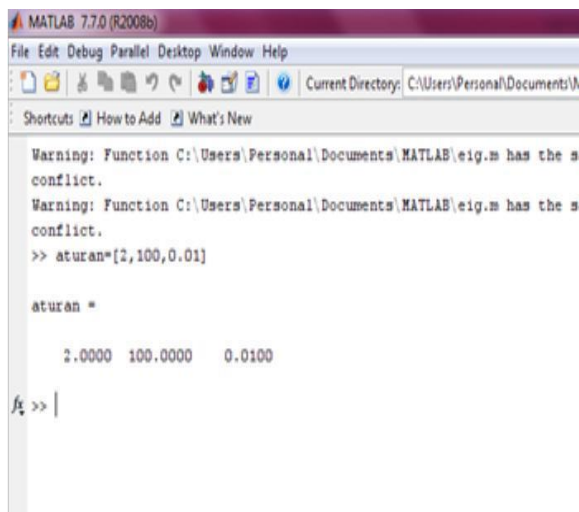 MATLAB 7.7.0 (R2008b)
File Edit Debug Parallel Desktop Window Help
Current Directory: C:\Users\Personal\Documents\M
Shortcuts How to Add What's New
Warning: Function C:\Users\Personal\Documents\MATLAB\eig.m has the s
conflict.
Warning: Function C:\Users\Personal\Documents\MATLAB\eig.m has the s
conflict.
>> aturan=[2,100,0.01]
aturan =
2.0000 100.0000 0.0100
fx >>